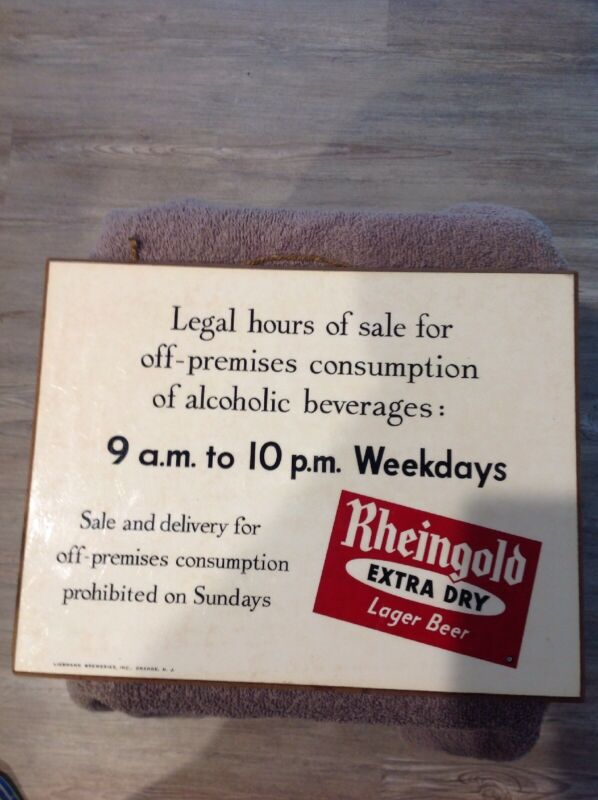 Legal hours of sale for
off-premises consumption
of alcoholic beverages:
9 a.m. to 10 p.m. Weekdays
Sale and delivery for
off-premises consumption
prohibited on Sundays
Rheingold
EXTRA DRY
Lager Beer
LIEBMANN BREWERIES, INC., ORANGE, N. J.